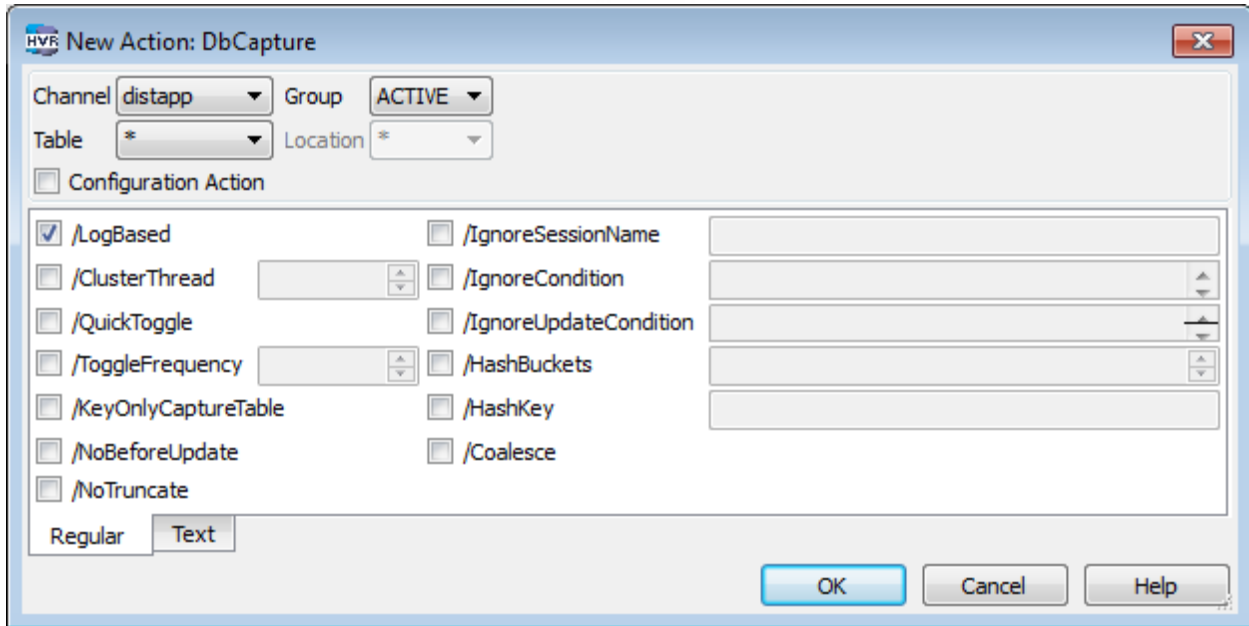 HVR New Action: DbCapture
Channel distapp Group ACTIVE
Table * Location *
Configuration Action
/LogBased /IgnoreSessionName
/ClusterThread /IgnoreCondition
/QuickToggle /IgnoreUpdateCondition
/ToggleFrequency /HashBuckets
/KeyOnlyCaptureTable /HashKey
/NoBeforeUpdate /Coalesce
/NoTruncate
Regular Text
OK Cancel Help